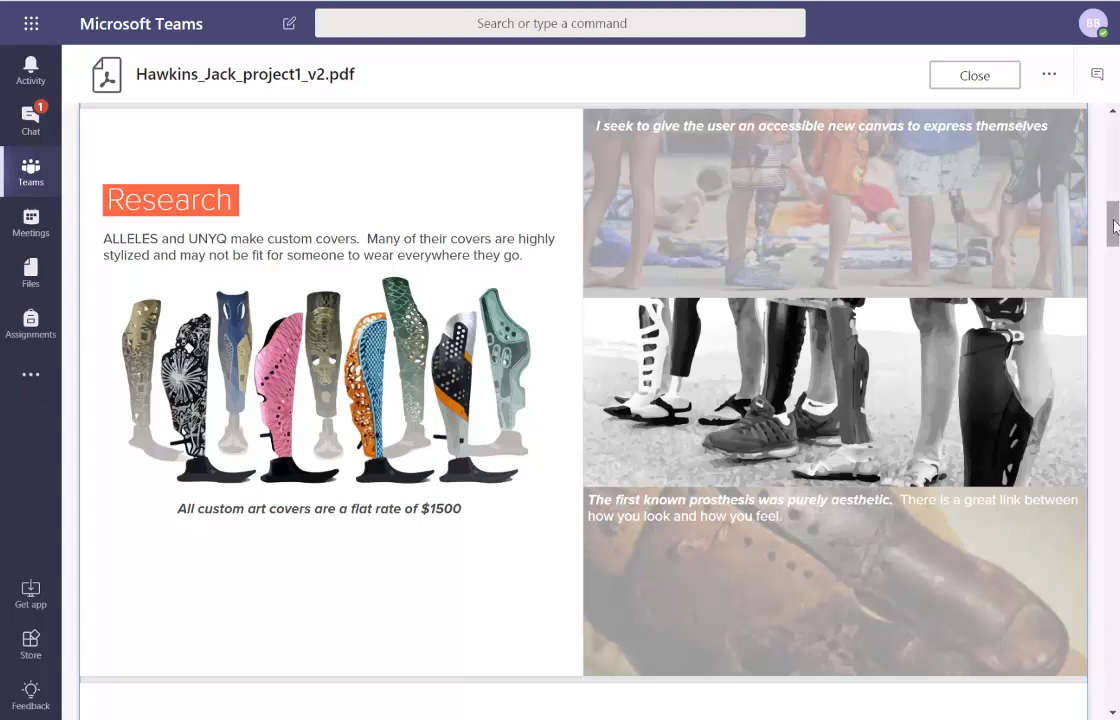 Microsoft Teams
Search or type a command
BB
Activity
1
Chat
Teams
Meetings
Files
Assignments
Get app
Store
Feedback
Hawkins_Jack_project1_v2.pdf
Close
Research
ALLELES and UNYQ make custom covers. Many of their covers are highly
stylized and may not be fit for someone to wear everywhere they go.
All custom art covers are a flat rate of $1500
I seek to give the user an accessible new canvas to express themselves
The first known prosthesis was purely aesthetic. There is a great link between
how you look and how you feel.